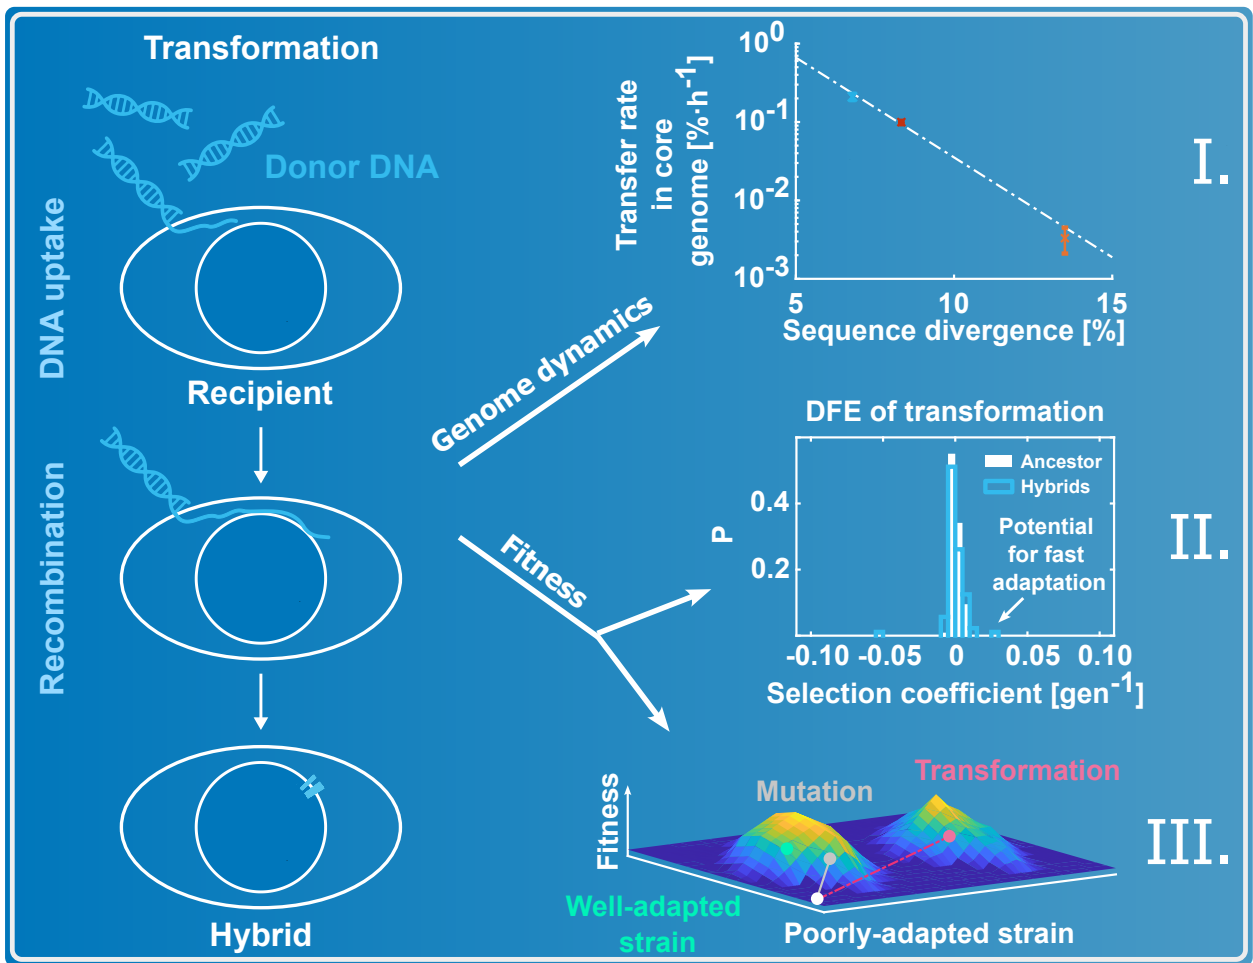 Transformation
Donor DNA
DNA uptake
Recipient
Recombination
Hybrid
Genome dynamics
Fitness
Transfer rate
in core
genome [%·h⁻¹]
10⁰
10⁻¹
10⁻²
10⁻³
5 10 15
Sequence divergence [%]
I.
DFE of transformation
Ancestor
Hybrids
Potential
for fast
adaptation
P
0.4
0.2
-0.10 -0.05 0 0.05 0.10
Selection coefficient [gen⁻¹]
II.
Fitness
Mutation
Transformation
Well-adapted
strain
Poorly-adapted strain
III.